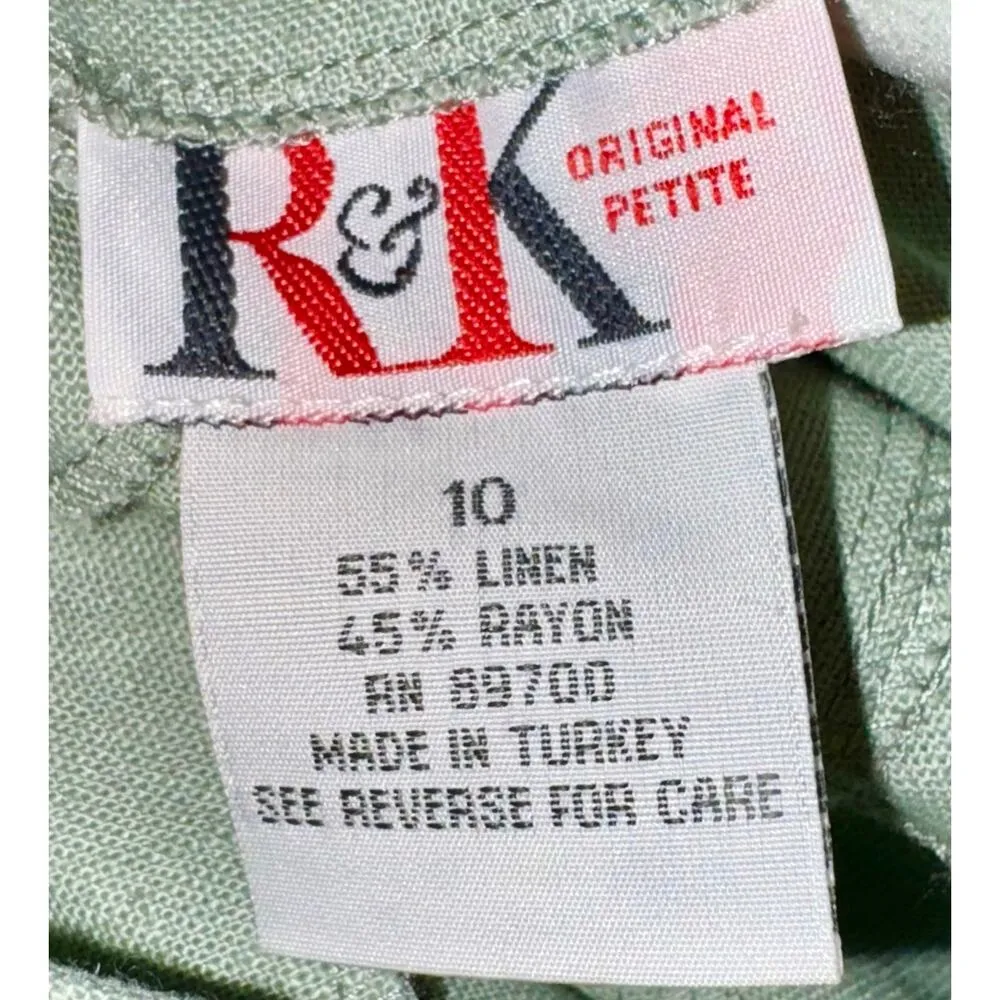 R&K ORIGINAL
PETITE
10
55% LINEN
45% RAYON
RN 89700
MADE IN TURKEY
SEE REVERSE FOR CARE